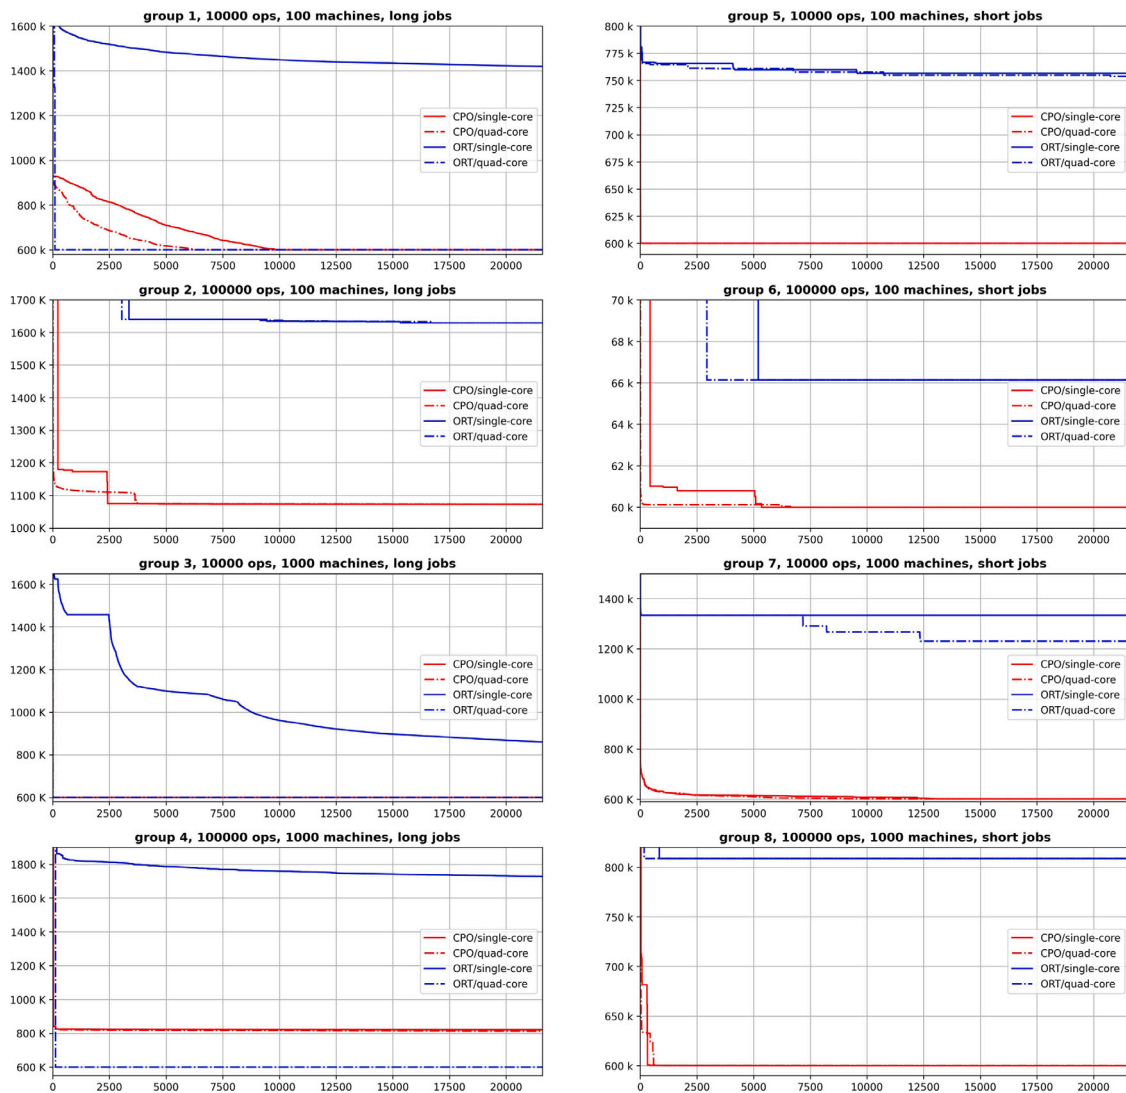 group 1, 10000 ops, 100 machines, long jobs
1600 k
1400 k
1200 k
1000 k
800 k
600 k
CPO/single-core
CPO/quad-core
ORT/single-core
ORT/quad-core
0 2500 5000 7500 10000 12500 15000 17500 20000
group 5, 10000 ops, 100 machines, short jobs
800 k
775 k
750 k
725 k
700 k
675 k
650 k
625 k
600 k
CPO/single-core
CPO/quad-core
ORT/single-core
ORT/quad-core
0 2500 5000 7500 10000 12500 15000 17500 20000
group 2, 100000 ops, 100 machines, long jobs
1700 K
1600 K
1500 K
1400 K
1300 K
1200 K
1100 K
1000 K
CPO/single-core
CPO/quad-core
ORT/single-core
ORT/quad-core
0 2500 5000 7500 10000 12500 15000 17500 20000
group 6, 100000 ops, 100 machines, short jobs
70 k
68 k
66 k
64 k
62 k
60 k
CPO/single-core
CPO/quad-core
ORT/single-core
ORT/quad-core
0 2500 5000 7500 10000 12500 15000 17500 20000
group 3, 10000 ops, 1000 machines, long jobs
1600 k
1400 k
1200 k
1000 k
800 k
600 k
CPO/single-core
CPO/quad-core
ORT/single-core
ORT/quad-core
0 2500 5000 7500 10000 12500 15000 17500 20000
group 7, 10000 ops, 1000 machines, short jobs
1400 k
1200 k
1000 k
800 k
600 k
CPO/single-core
CPO/quad-core
ORT/single-core
ORT/quad-core
0 2500 5000 7500 10000 12500 15000 17500 20000
group 4, 100000 ops, 1000 machines, long jobs
1800 K
1600 K
1400 K
1200 K
1000 K
800 K
600 K
CPO/single-core
CPO/quad-core
ORT/single-core
ORT/quad-core
0 2500 5000 7500 10000 12500 15000 17500 20000
group 8, 100000 ops, 1000 machines, short jobs
800 k
750 k
700 k
650 k
600 k
CPO/single-core
CPO/quad-core
ORT/single-core
ORT/quad-core
0 2500 5000 7500 10000 12500 15000 17500 20000